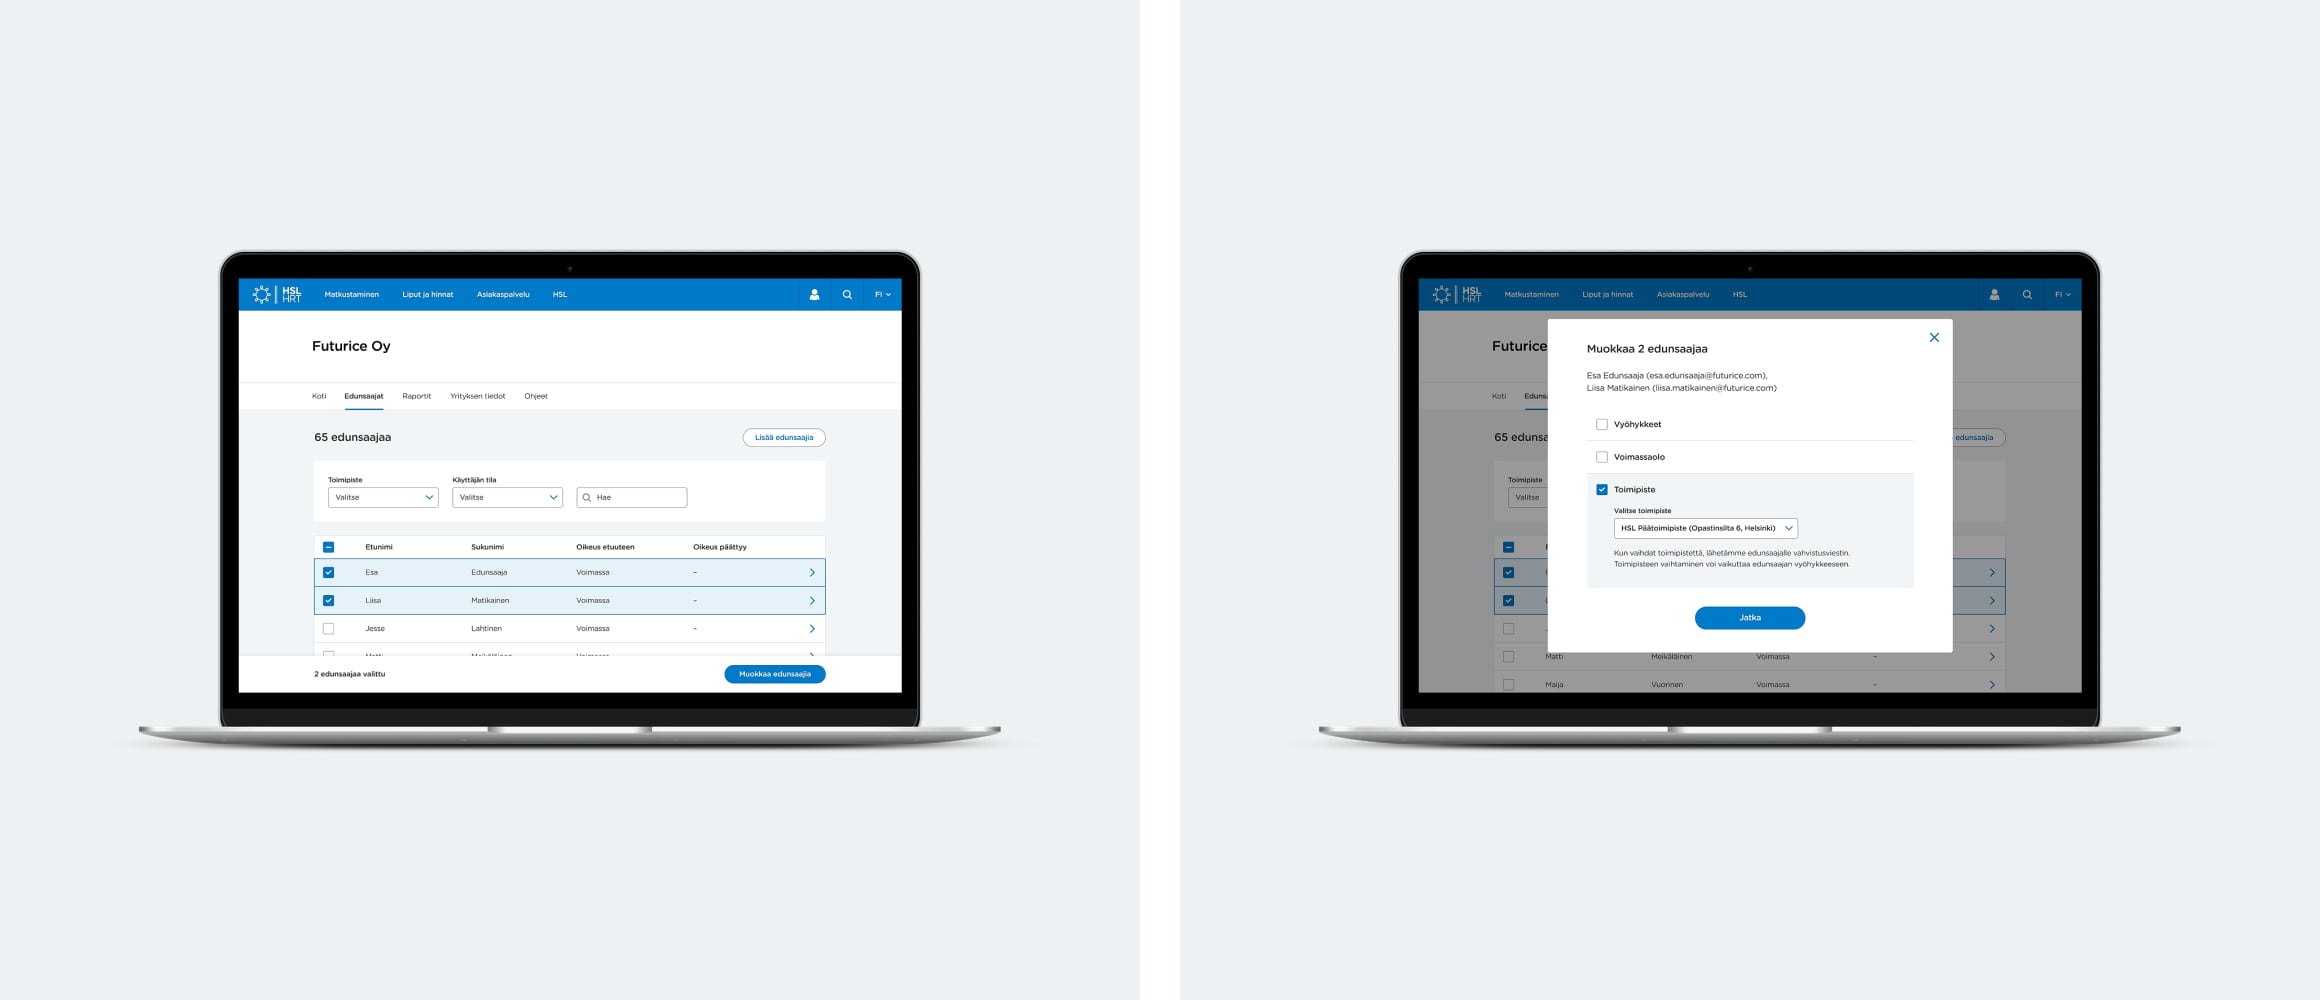 HSL
HRT
Matkustaminen
Liput ja hinnat
Asiakaspalvelu
HSL
FI
Futurice Oy
Koti
Edunsaajat
Raportit
Yrityksen tiedot
Ohjeet
65 edunsaajaa
Lisää edunsaajia
Toimipiste
Käyttäjän tila
Valitse
Valitse
Hae
Etunimi
Sukunimi
Oikeus etuuteen
Oikeus päättyy
Esa
Edunsaaja
Voimassa
–
Liisa
Matikainen
Voimassa
–
Jesse
Lahtinen
Voimassa
–
2 edunsaajaa valittu
Muokkaa edunsaajia
HSL
HRT
Matkustaminen
Liput ja hinnat
Asiakaspalvelu
HSL
FI
Futurice
Koti
Edunsa
65 edunsa
edunsaajia
Toimipiste
Valitse
Muokkaa 2 edunsaajaa
Esa Edunsaaja (esa.edunsaaja@futurice.com),
Liisa Matikainen (liisa.matikainen@futurice.com)
Vyöhykkeet
Voimassaolo
Toimipiste
Valitse toimipiste
HSL Päätoimipiste (Opastinsilta 6, Helsinki)
Kun vaihdat toimipistettä, lähetämme edunsaajalle vahvistusviestin.
Toimipisteen vaihtaminen voi vaikuttaa edunsaajan vyöhykkeeseen.
Jatka
Matti
Meikäläinen
Voimassa
–
Maija
Vuorinen
Voimassa
–